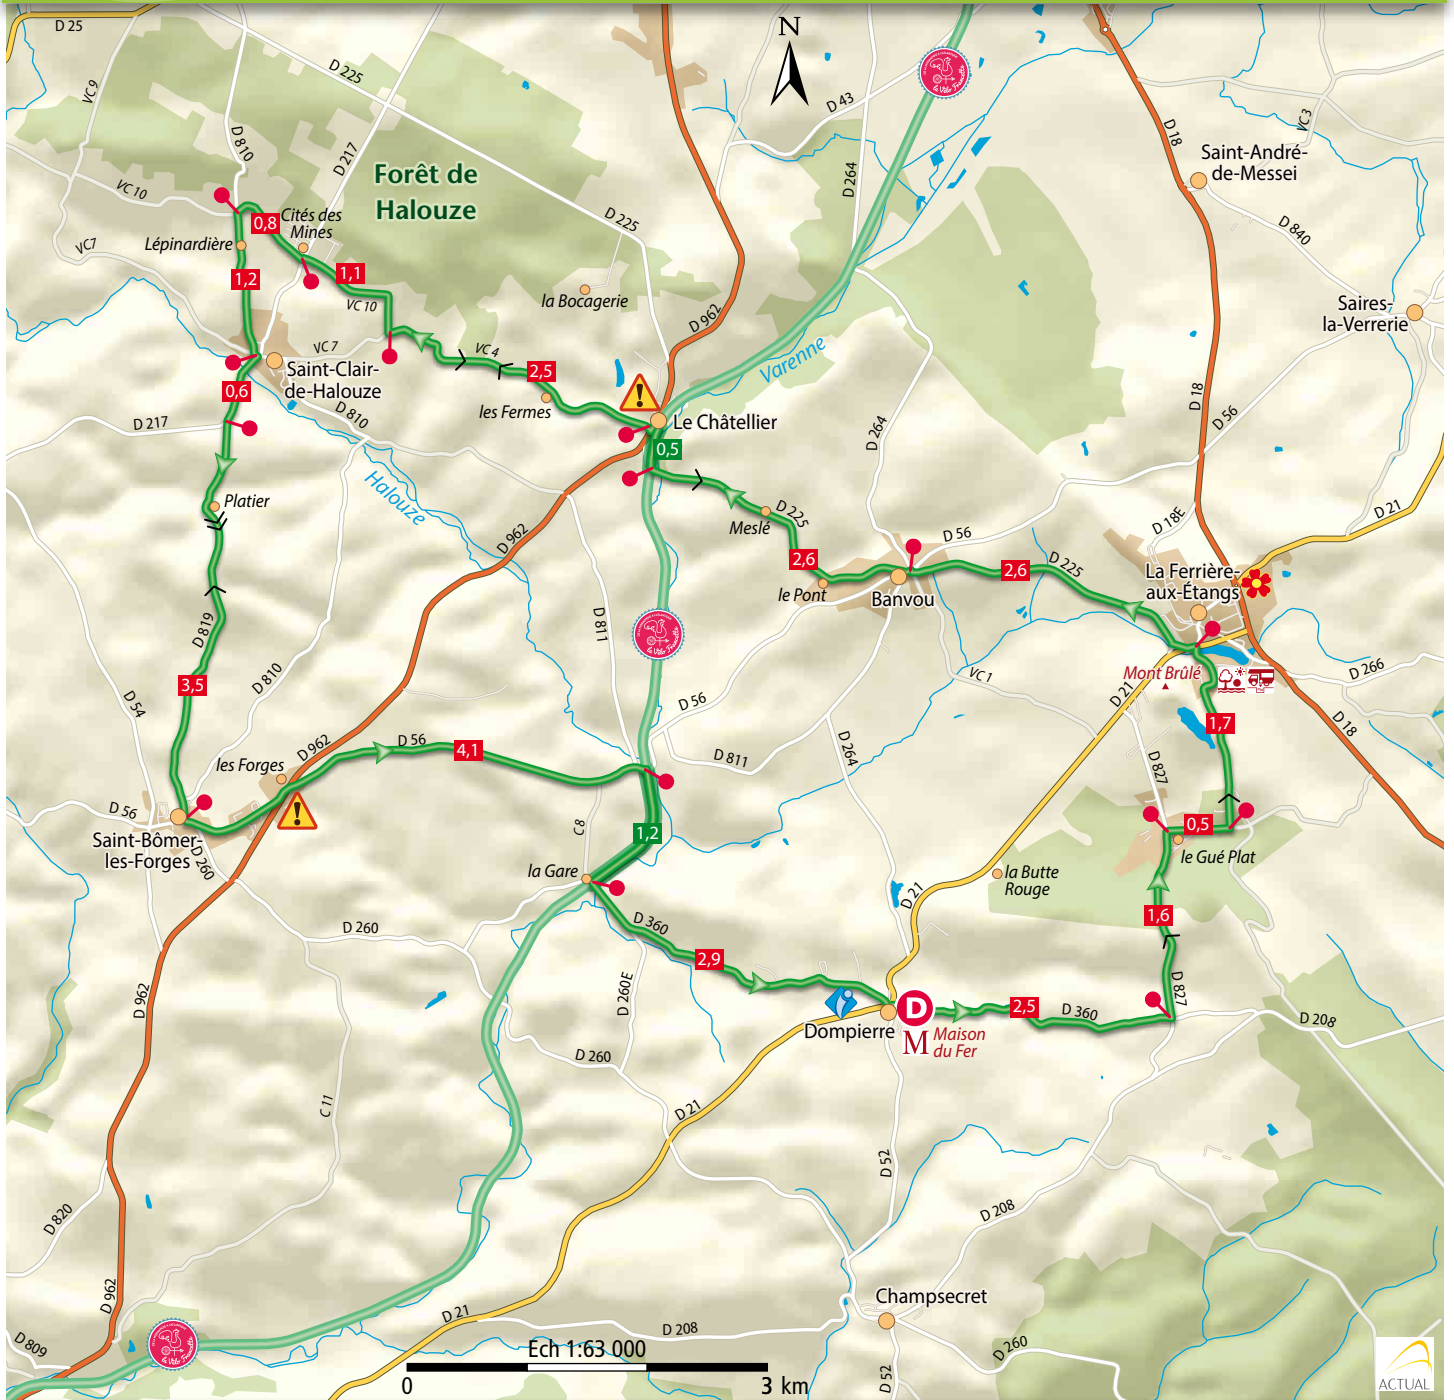 D 25
N
D 225
VC 9
D 43
D 18
VC 3
D 810
D 217
Saint-André-
de-Messei
Forêt de
Halouze
D 264
VC 10
0,8
Cités des
Mines
D 225
D 840
Lépinardière
VC7
1,2
1,1
VC 10
la Bocagerie
Saires-
la-Verrerie
D 962
VC 7
VC 4
Varenne
Saint-Clair-
de-Halouze
2,5
0,6
les Fermes
D 18
D 810
Le Châtellier
D 56
D 217
D 264
0,5
Halouze
Platier
D 225
Meslé
D 21
D 18E
D 962
D 56
2,6
2,6
D 225
La Ferrière-
aux-Étangs
le Pont
Banvou
D 811
D 819
la Vélo Francette
Mont Brûlé
D 266
D 810
VC 1
3,5
D 21
D 54
D 56
1,7
D 18
D 962
D 56
4,1
D 264
les Forges
D 811
D 827
D 56
C 8
1,2
0,5
Saint-Bômer-
les-Forges
D 260
le Gué Plat
la Gare
la Butte
Rouge
D 21
1,6
D 360
D 260
2,9
D 260E
D 827
D 962
D
2,5
D 360
D 208
Dompierre
M
Maison
du Fer
D 260
C 11
D 21
D 52
D 820
D 208
D 962
Champsecret
D 21
D 208
Ech 1:63 000
D 809
D 260
D 52
0
3 km
ACTUAL